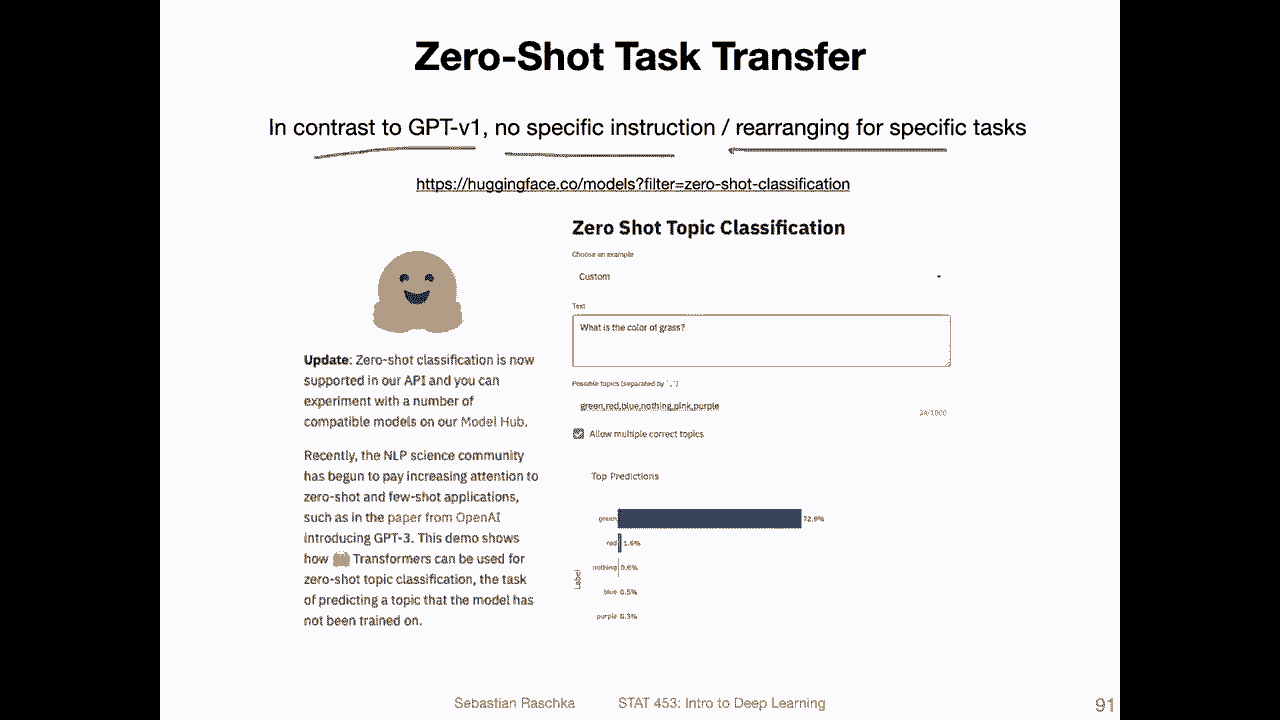 Zero-Shot Task Transfer
In contrast to GPT-v1, no specific instruction / rearranging for specific tasks
https://huggingface.co/models?filter=zero-shot-classification
Update: Zero-shot classification is now
supported in our API and you can
experiment with a number of
compatible models on our Model Hub.
Recently, the NLP science community
has begun to pay increasing attention to
zero-shot and few-shot applications,
such as in the paper from OpenAI
introducing GPT-3. This demo shows
how 🤗 Transformers can be used for
zero-shot topic classification, the task
of predicting a topic that the model has
not been trained on.
Zero Shot Topic Classification
Choose an example
Custom
Text
What is the color of grass?
Possible topics (separated by `,`)
green,red,blue,nothing,pink,purple
34/1000
Allow multiple correct topics
Top Predictions
Label
green 72.9%
red 1.6%
nothing 0.6%
blue 0.5%
purple 0.3%
Sebastian Raschka STAT 453: Intro to Deep Learning 91